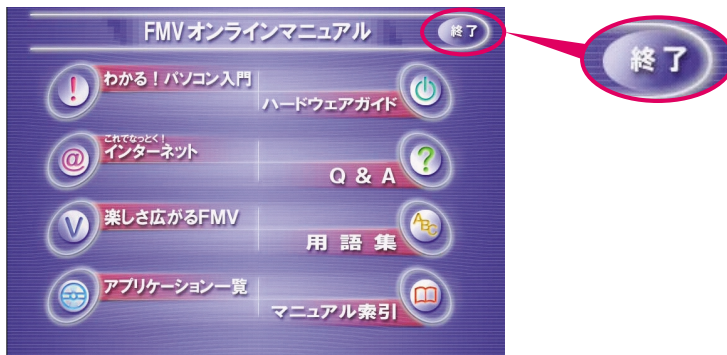 FMVオンラインマニュアル
終了
終了
わかる！パソコン入門
ハードウェアガイド
@
これでなっとく！
インターネット
Q & A
?
V
楽しさ広がるFMV
用語集
ABC
アプリケーション一覧
マニュアル索引